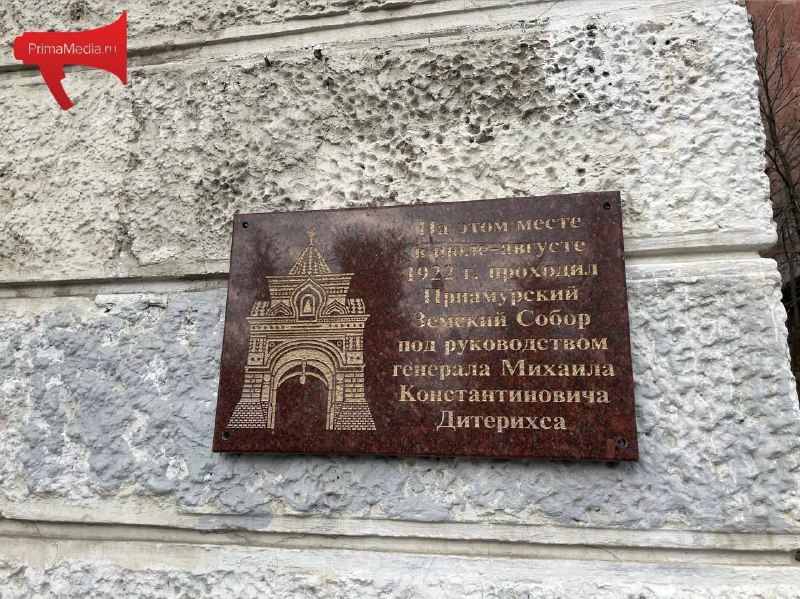 PrimaMedia.ru
На этом месте
в июле-августе
1922 г. проходил
Приамурский
Земский Собор
под руководством
генерала Михаила
Константиновича
Дитерихса